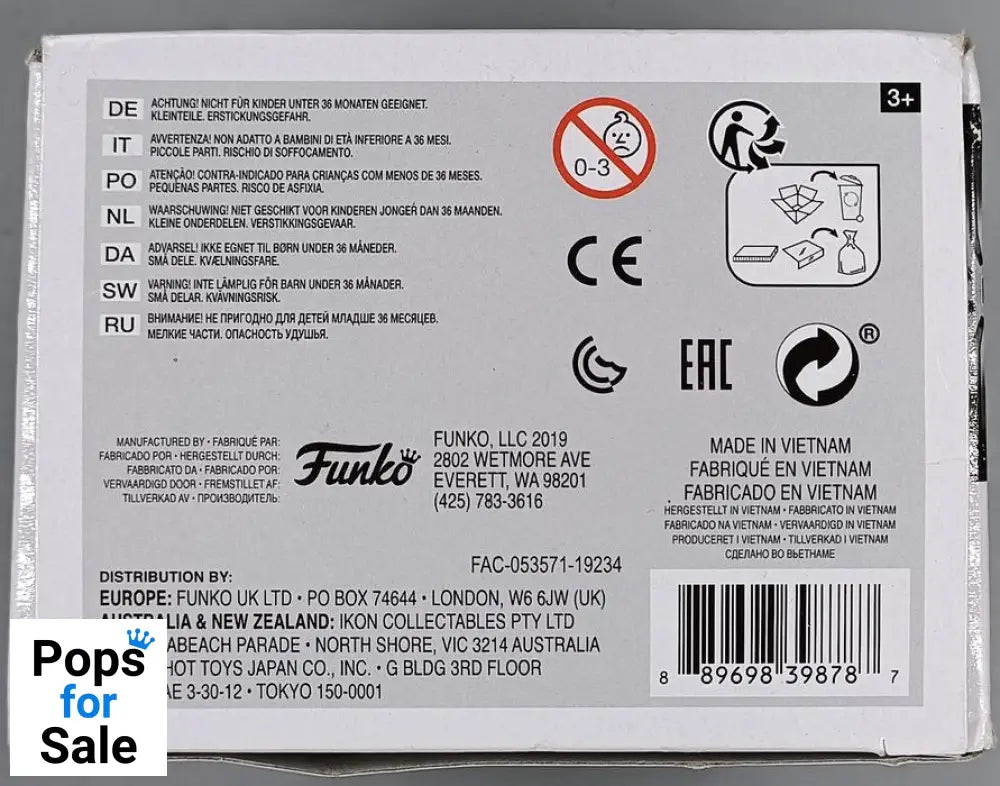 3+
DE ACHTUNG! NICHT FÜR KINDER UNTER 36 MONATEN GEEIGNET.
KLEINTEILE. ERSTICKUNGSGEFAHR.
IT AVVERTENZA! NON ADATTO A BAMBINI DI ETÀ INFERIORE A 36 MESI.
PICCOLE PARTI. RISCHIO DI SOFFOCAMENTO.
PO ATENÇÃO! CONTRA-INDICADO PARA CRIANÇAS COM MENOS DE 36 MESES.
PEQUENAS PARTES. RISCO DE ASFIXIA.
NL WAARSCHUWING! NIET GESCHIKT VOOR KINDEREN JONGER DAN 36 MAANDEN.
KLEINE ONDERDELEN. VERSTIKKINGSGEVAAR.
DA ADVARSEL! IKKE EGNET TIL BØRN UNDER 36 MÅNEDER.
SMÅ DELE. KVÆLNINGSFARE.
SW VARNING! INTE LÄMPLIG FÖR BARN UNDER 36 MÅNADER.
SMÅ DELAR. KVÄVNINGSRISK.
RU ВНИМАНИЕ! НЕ ПРИГОДНО ДЛЯ ДЕТЕЙ МЛАДШЕ 36 МЕСЯЦЕВ.
МЕЛКИЕ ЧАСТИ. ОПАСНОСТЬ УДУШЬЯ.
0-3
CE
EAC
®
MANUFACTURED BY • FABRIQUÉ PAR:
FABRICADO POR • HERGESTELLT DURCH:
FABBRICATO DA • FABRICADO POR:
VERVAARDIGD DOOR • FREMSTILLET AF:
TILLVERKAD AV • ПРОИЗВОДИТЕЛЬ:
Funko
FUNKO, LLC 2019
2802 WETMORE AVE
EVERETT, WA 98201
(425) 783-3616
MADE IN VIETNAM
FABRIQUÉ EN VIETNAM
FABRICADO EN VIETNAM
HERGESTELLT IN VIETNAM • FABBRICATO IN VIETNAM
FABRICADO NA VIETNAM • VERVAARDIGD IN VIETNAM
PRODUCERET I VIETNAM • TILLVERKAD I VIETNAM
СДЕЛАНО ВО ВЬЕТНАМЕ
FAC-053571-19234
DISTRIBUTION BY:
EUROPE: FUNKO UK LTD • PO BOX 74644 • LONDON, W6 6JW (UK)
AUSTRALIA & NEW ZEALAND: IKON COLLECTABLES PTY LTD
ABEACH PARADE • NORTH SHORE, VIC 3214 AUSTRALIA
HOT TOYS JAPAN CO., INC. • G BLDG 3RD FLOOR
AE 3-30-12 • TOKYO 150-0001
8 89698 39878 7
Pops
for
Sale